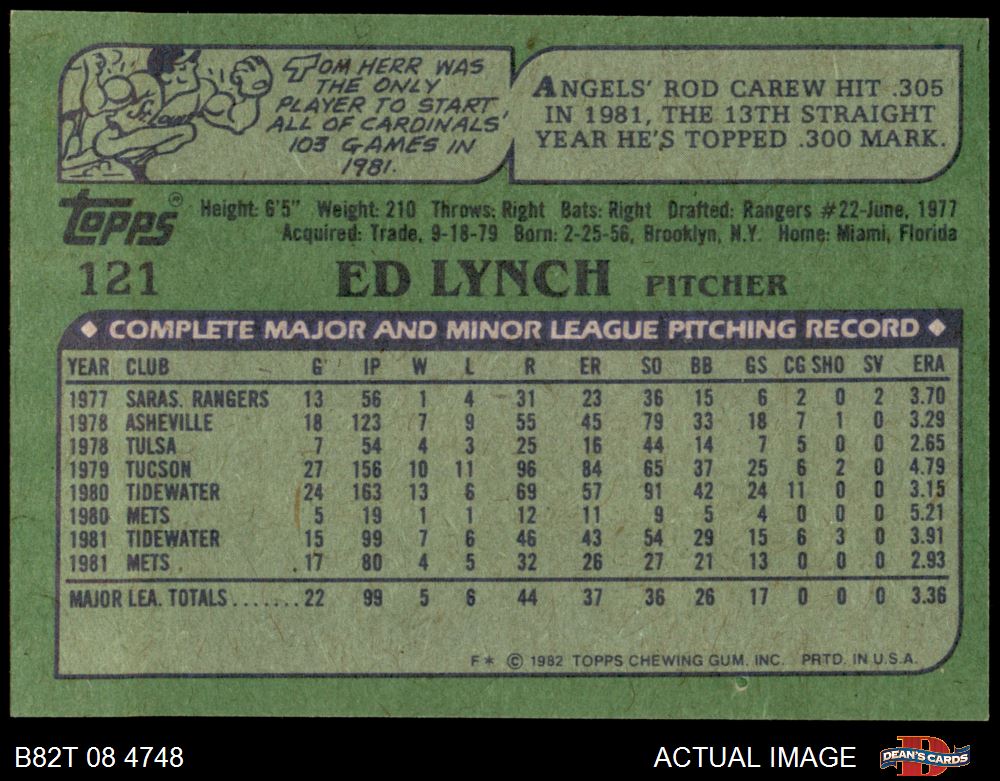 TOM HERR WAS
THE ONLY
PLAYER TO START
ALL OF CARDINALS'
103 GAMES IN
1981.
St. Louis
ANGELS' ROD CAREW HIT .305
IN 1981, THE 13TH STRAIGHT
YEAR HE'S TOPPED .300 MARK.
topps®
Height: 6'5" Weight: 210 Throws: Right Bats: Right Drafted: Rangers #22-June, 1977
Acquired: Trade, 9-18-79 Born: 2-25-56, Brooklyn, N.Y. Home: Miami, Florida
121 ED LYNCH PITCHER
◆ COMPLETE MAJOR AND MINOR LEAGUE PITCHING RECORD ◆
YEAR CLUB G IP W L R ER SO BB GS CG SHO SV ERA
1977 SARAS. RANGERS 13 56 1 4 31 23 36 15 6 2 0 2 3.70
1978 ASHEVILLE 18 123 7 9 55 45 79 33 18 7 1 0 3.29
1978 TULSA 7 54 4 3 25 16 44 14 7 5 0 0 2.65
1979 TUCSON 27 156 10 11 96 84 65 37 25 6 2 0 4.79
1980 TIDEWATER 24 163 13 6 69 57 91 42 24 11 0 0 3.15
1980 METS 5 19 1 1 12 11 9 5 4 0 0 0 5.21
1981 TIDEWATER 15 99 7 6 46 43 54 29 15 6 3 0 3.91
1981 METS 17 80 4 5 32 26 27 21 13 0 0 0 2.93
MAJOR LEA. TOTALS....... 22 99 5 6 44 37 36 26 17 0 0 0 3.36
F* © 1982 TOPPS CHEWING GUM, INC. PRTD. IN U.S.A.
B82T 08 4748
ACTUAL IMAGE
D
DEAN'S CARDS